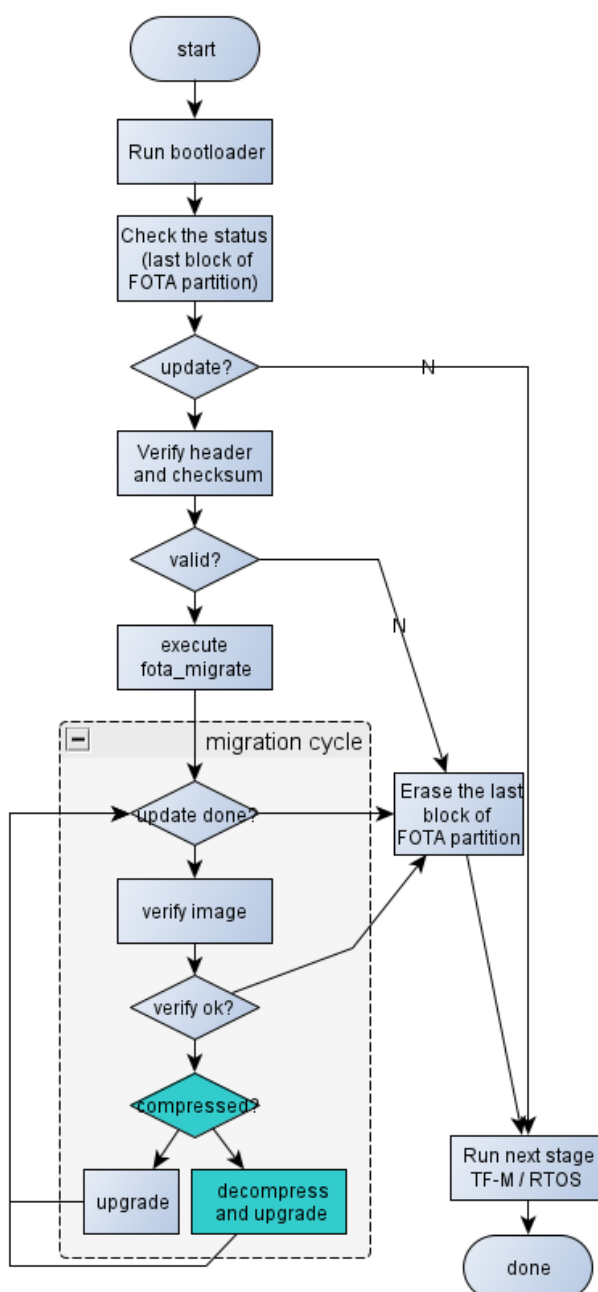 start
Run bootloader
Check the status
(last block of
FOTA partition)
update?
N
Verify header
and checksum
valid?
N
execute
fota_migrate
migration cycle
update done?
Erase the last
block of
FOTA partition
verify image
verify ok?
compressed?
upgrade
decompress
and upgrade
Run next stage
TF-M / RTOS
done